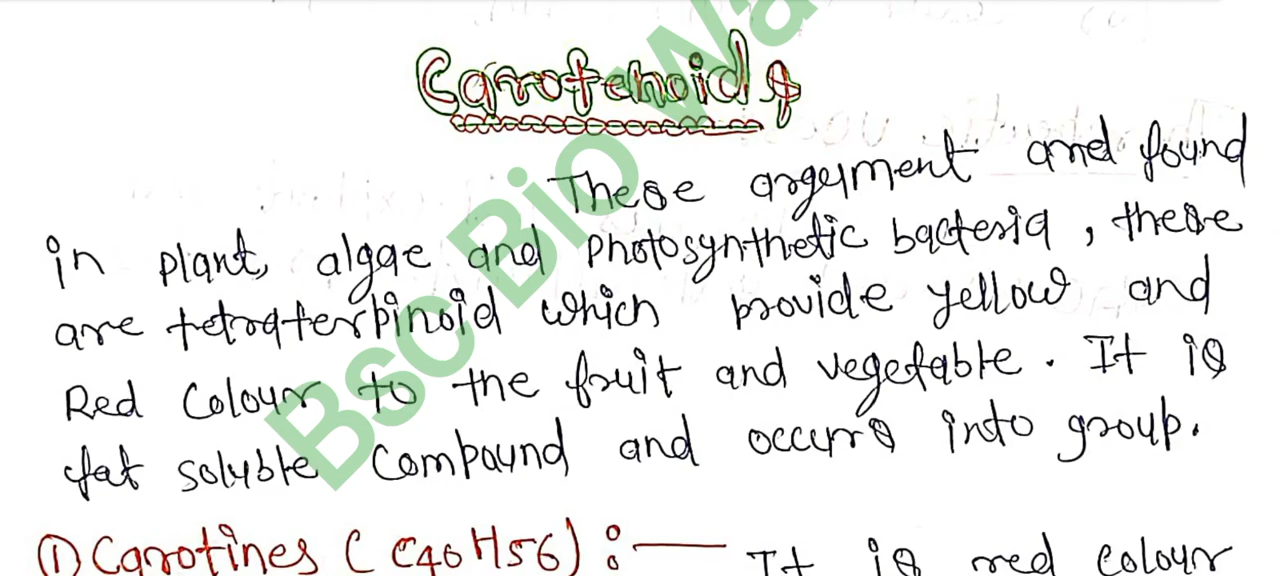 Carotenoids
These argument and found
in plant, algae and photosynthetic bacteria, these
are tetraterpinoid which provide yellow and
Red Colour to the fruit and vegetable. It is
fat soluble compound and occurrs into group.
① Carotines (C40H56) :— It is red colour
Bsc Bio Wa